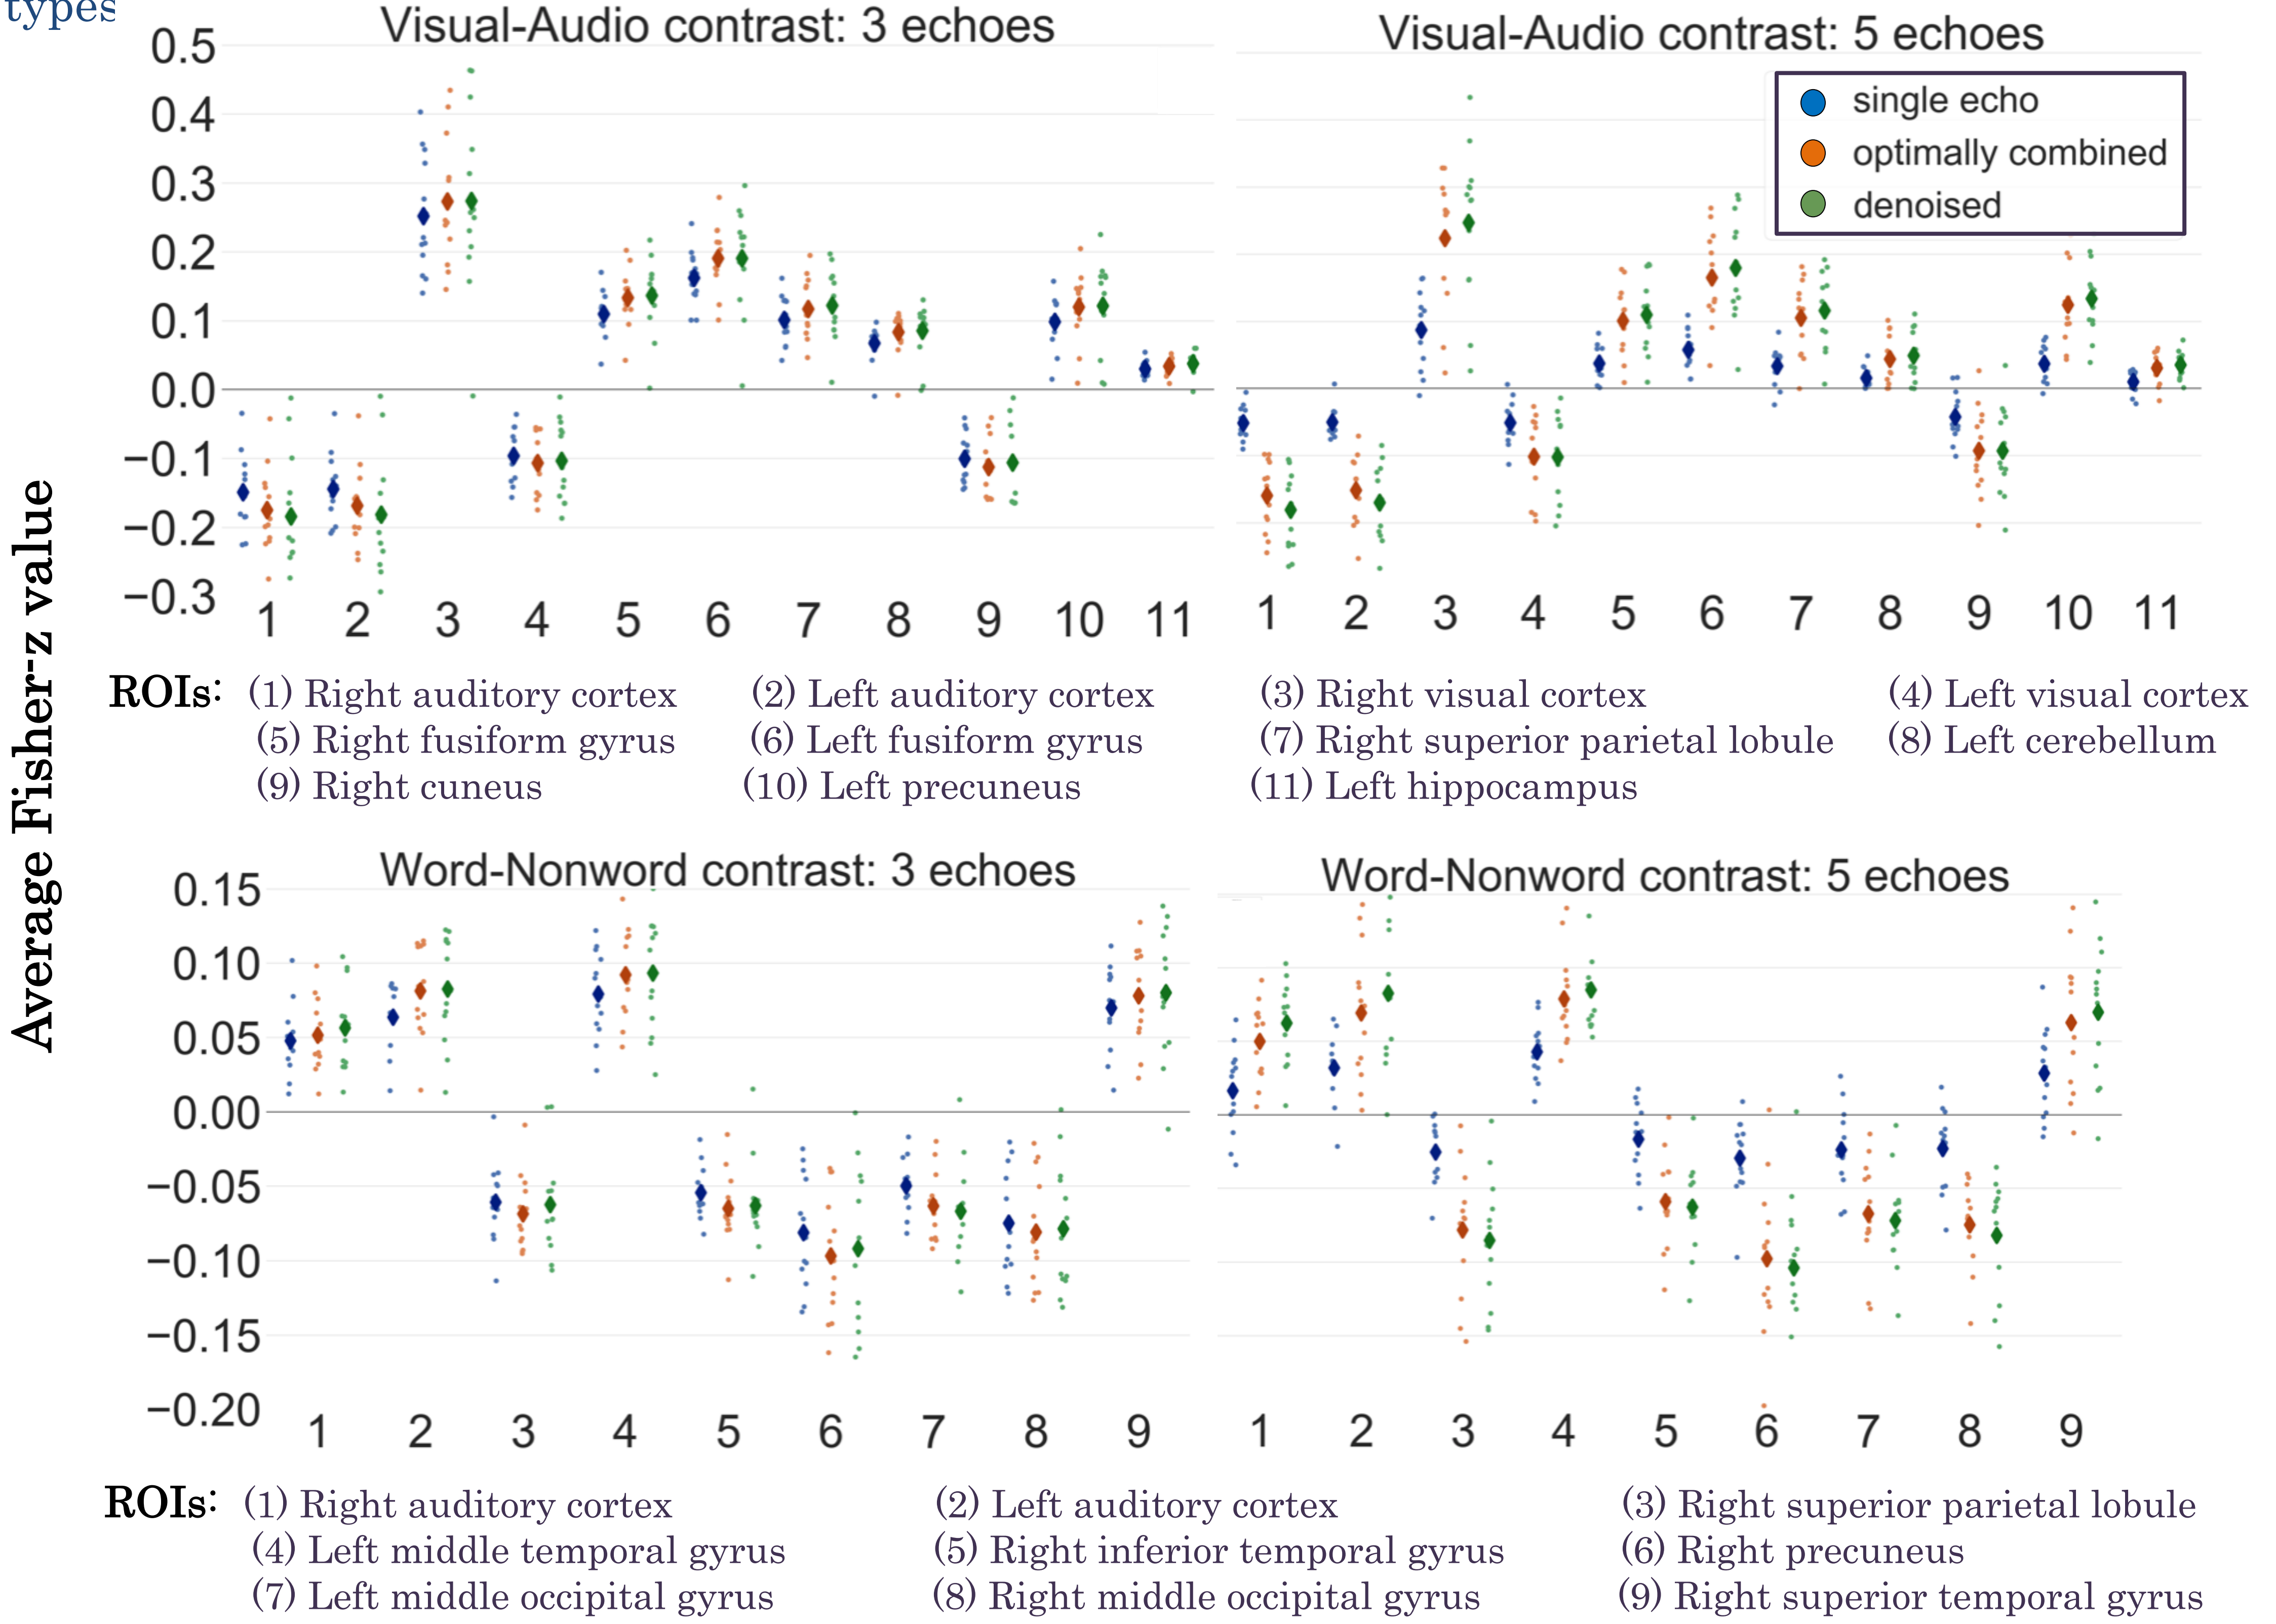 types
Visual-Audio contrast: 3 echoes
Visual-Audio contrast: 5 echoes
single echo
optimally combined
denoised
0.5
0.4
0.3
0.2
0.1
0.0
−0.1
−0.2
−0.3
1 2 3 4 5 6 7 8 9 10 11
1 2 3 4 5 6 7 8 9 10 11
Average Fisher-z value
ROIs: (1) Right auditory cortex (2) Left auditory cortex (3) Right visual cortex (4) Left visual cortex
(5) Right fusiform gyrus (6) Left fusiform gyrus (7) Right superior parietal lobule (8) Left cerebellum
(9) Right cuneus (10) Left precuneus (11) Left hippocampus
Word-Nonword contrast: 3 echoes
Word-Nonword contrast: 5 echoes
0.15
0.10
0.05
0.00
−0.05
−0.10
−0.15
−0.20
1 2 3 4 5 6 7 8 9
1 2 3 4 5 6 7 8 9
ROIs: (1) Right auditory cortex (2) Left auditory cortex (3) Right superior parietal lobule
(4) Left middle temporal gyrus (5) Right inferior temporal gyrus (6) Right precuneus
(7) Left middle occipital gyrus (8) Right middle occipital gyrus (9) Right superior temporal gyrus